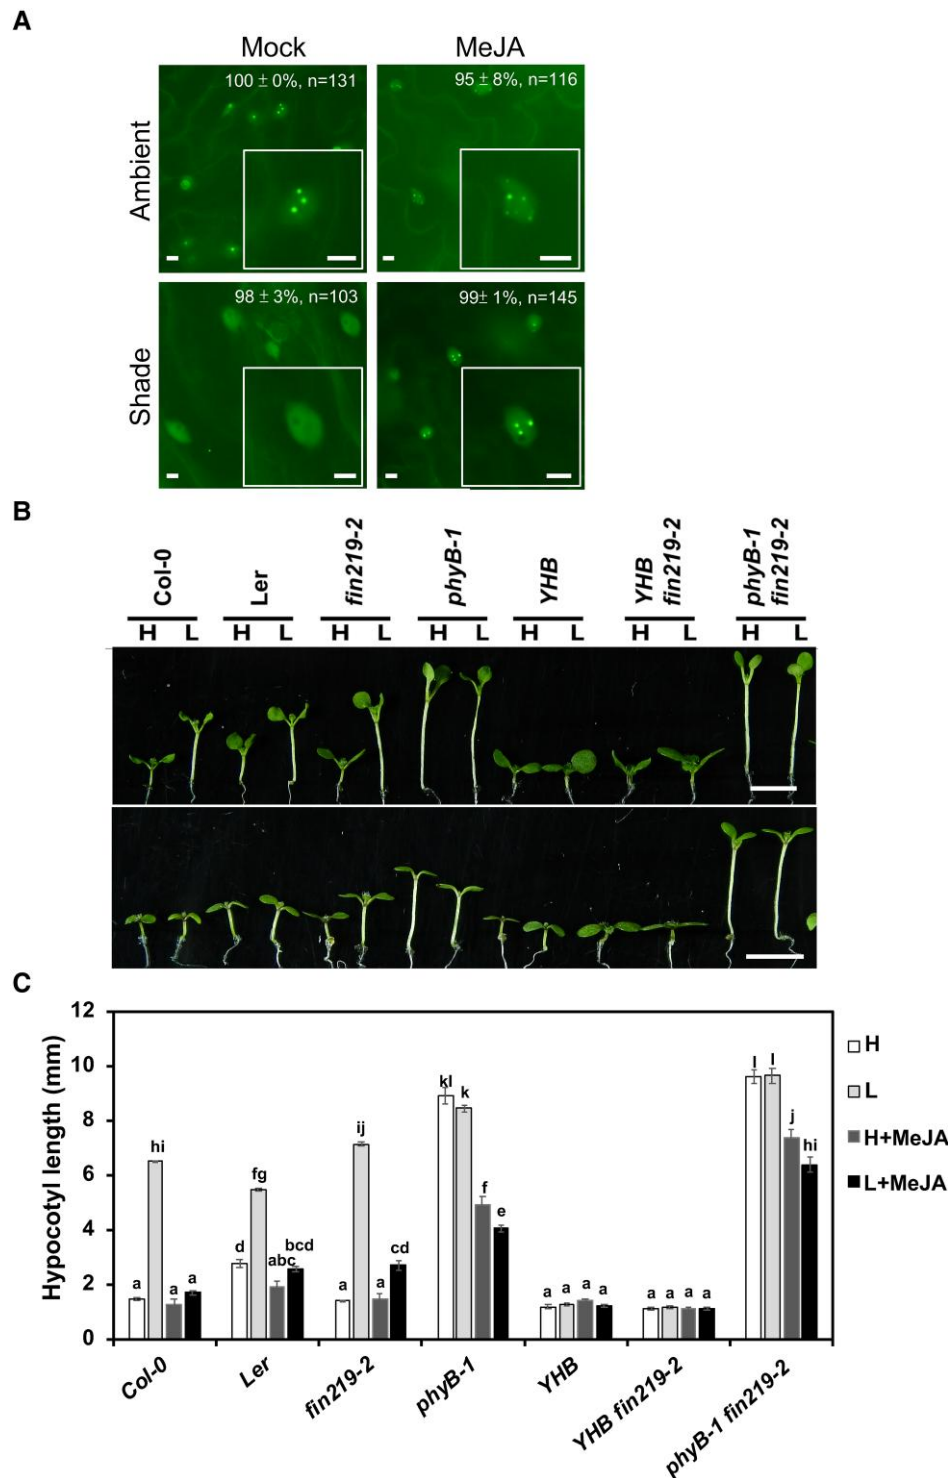 A
Mock MeJA
Ambient
100 ± 0%, n=131
95 ± 8%, n=116
Shade
98 ± 3%, n=103
99± 1%, n=145
B
Col-0 Ler fin219-2 phyB-1 YHB YHB fin219-2 phyB-1 fin219-2
H L H L H L H L H L H L H L
C
Hypocotyl length (mm)
12
10
8
6
4
2
0
a hi a a
d fg abc bcd
a ij a cd
kl k f e
a a a a
a a a a
l l j hi
Col-0 Ler fin219-2 phyB-1 YHB YHB fin219-2 phyB-1 fin219-2
H
L
H+MeJA
L+MeJA